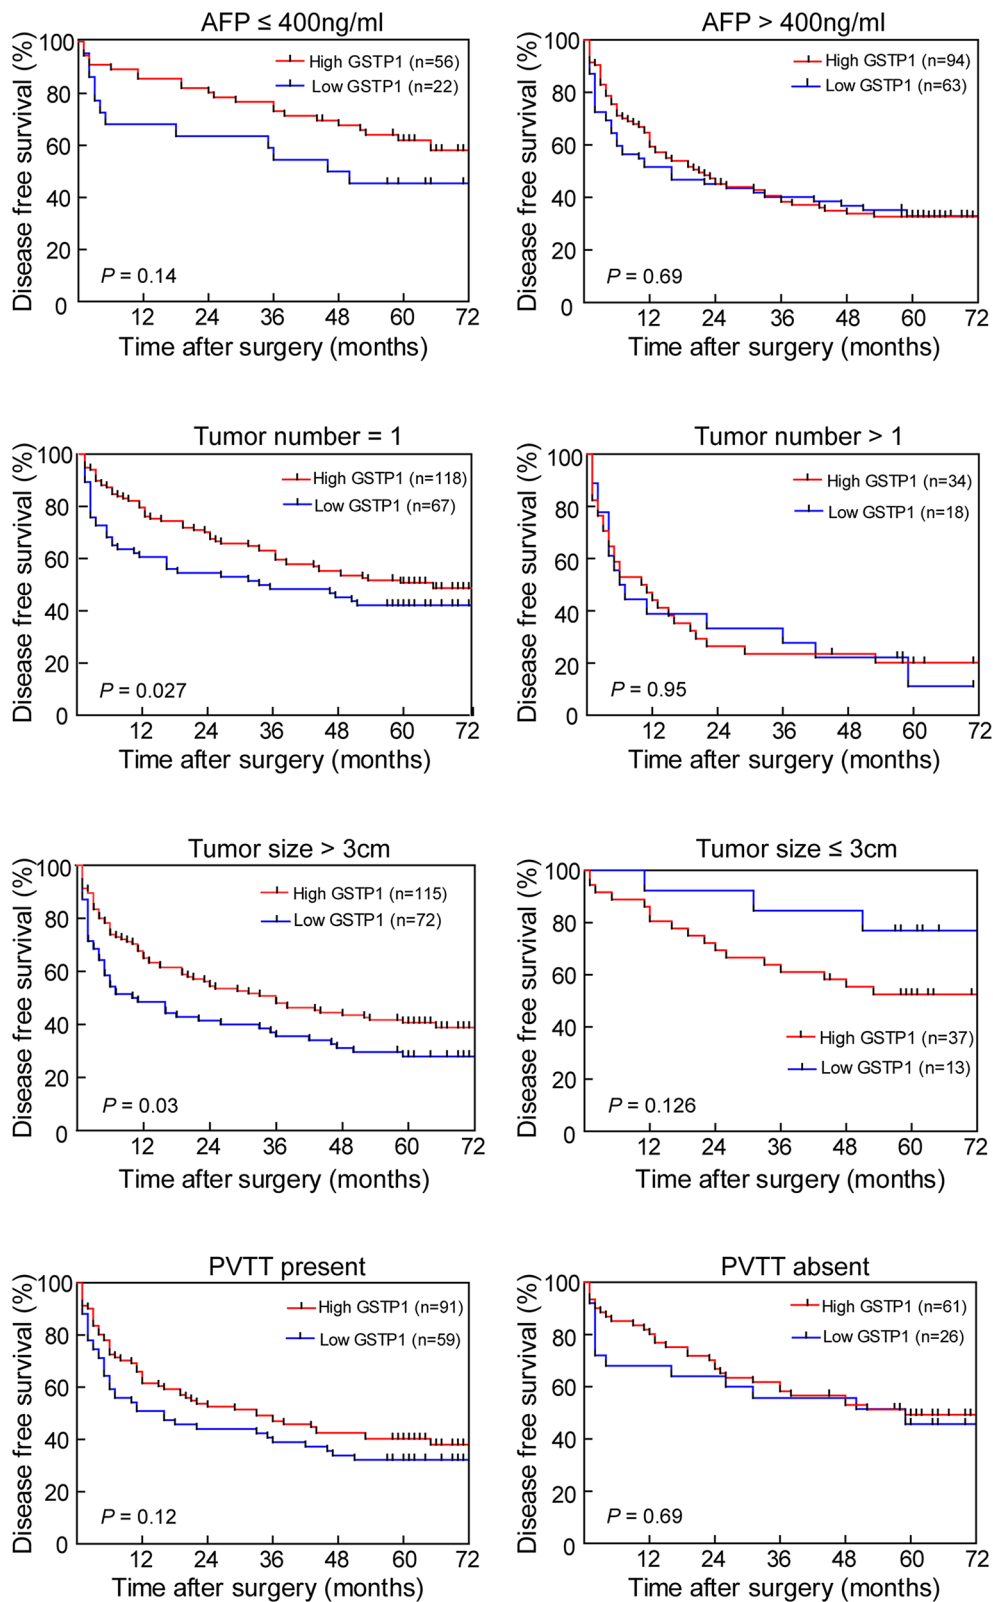 AFP ≤ 400ng/ml
Disease free survival (%)
100
80
60
40
20
0
High GSTP1 (n=56)
Low GSTP1 (n=22)
P = 0.14
12 24 36 48 60 72
Time after surgery (months)
AFP > 400ng/ml
Disease free survival (%)
100
80
60
40
20
0
High GSTP1 (n=94)
Low GSTP1 (n=63)
P = 0.69
12 24 36 48 60 72
Time after surgery (months)
Tumor number = 1
Disease free survival (%)
100
80
60
40
20
0
High GSTP1 (n=118)
Low GSTP1 (n=67)
P = 0.027
12 24 36 48 60 72
Time after surgery (months)
Tumor number > 1
Disease free survival (%)
100
80
60
40
20
0
High GSTP1 (n=34)
Low GSTP1 (n=18)
P = 0.95
12 24 36 48 60 72
Time after surgery (months)
Tumor size > 3cm
Disease free survival (%)
100
80
60
40
20
0
High GSTP1 (n=115)
Low GSTP1 (n=72)
P = 0.03
12 24 36 48 60 72
Time after surgery (months)
Tumor size ≤ 3cm
Disease free survival (%)
100
80
60
40
20
0
High GSTP1 (n=37)
Low GSTP1 (n=13)
P = 0.126
12 24 36 48 60 72
Time after surgery (months)
PVTT present
Disease free survival (%)
100
80
60
40
20
0
High GSTP1 (n=91)
Low GSTP1 (n=59)
P = 0.12
12 24 36 48 60 72
Time after surgery (months)
PVTT absent
Disease free survival (%)
100
80
60
40
20
0
High GSTP1 (n=61)
Low GSTP1 (n=26)
P = 0.69
12 24 36 48 60 72
Time after surgery (months)